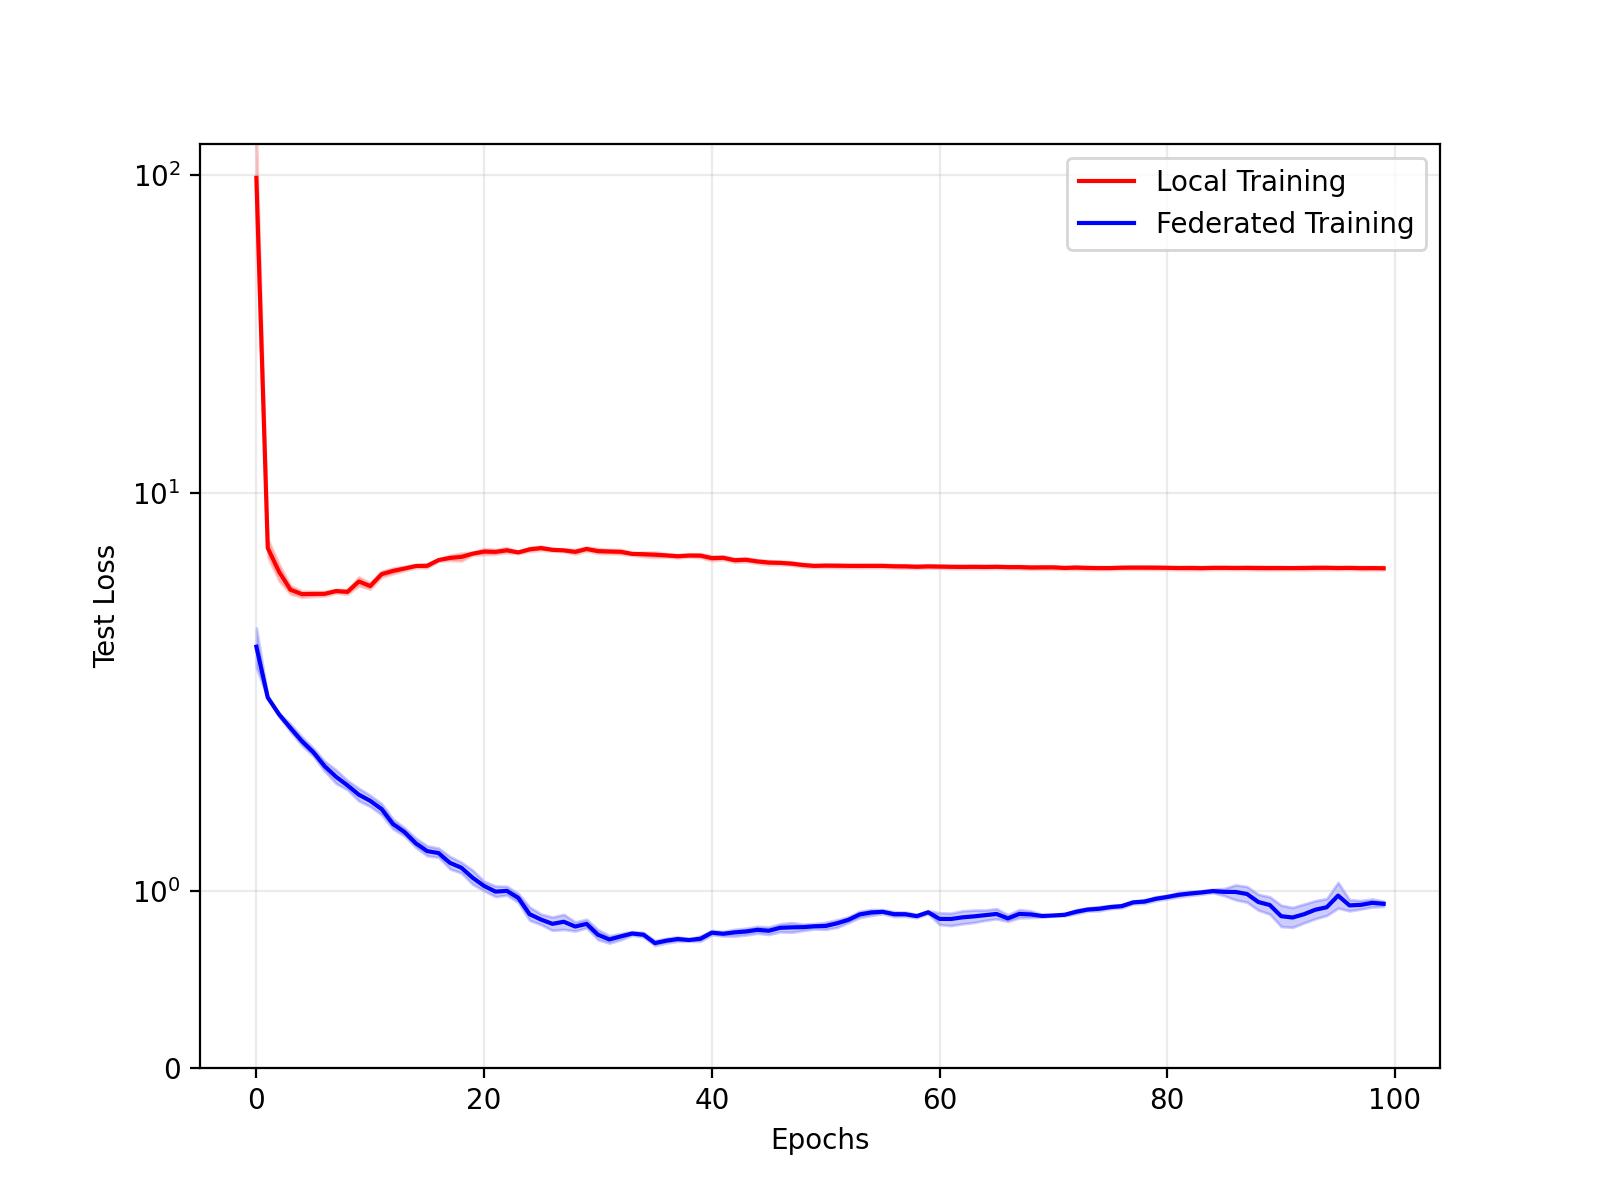 10²
10¹
10⁰
0
Test Loss
0 20 40 60 80 100
Epochs
Local Training
Federated Training